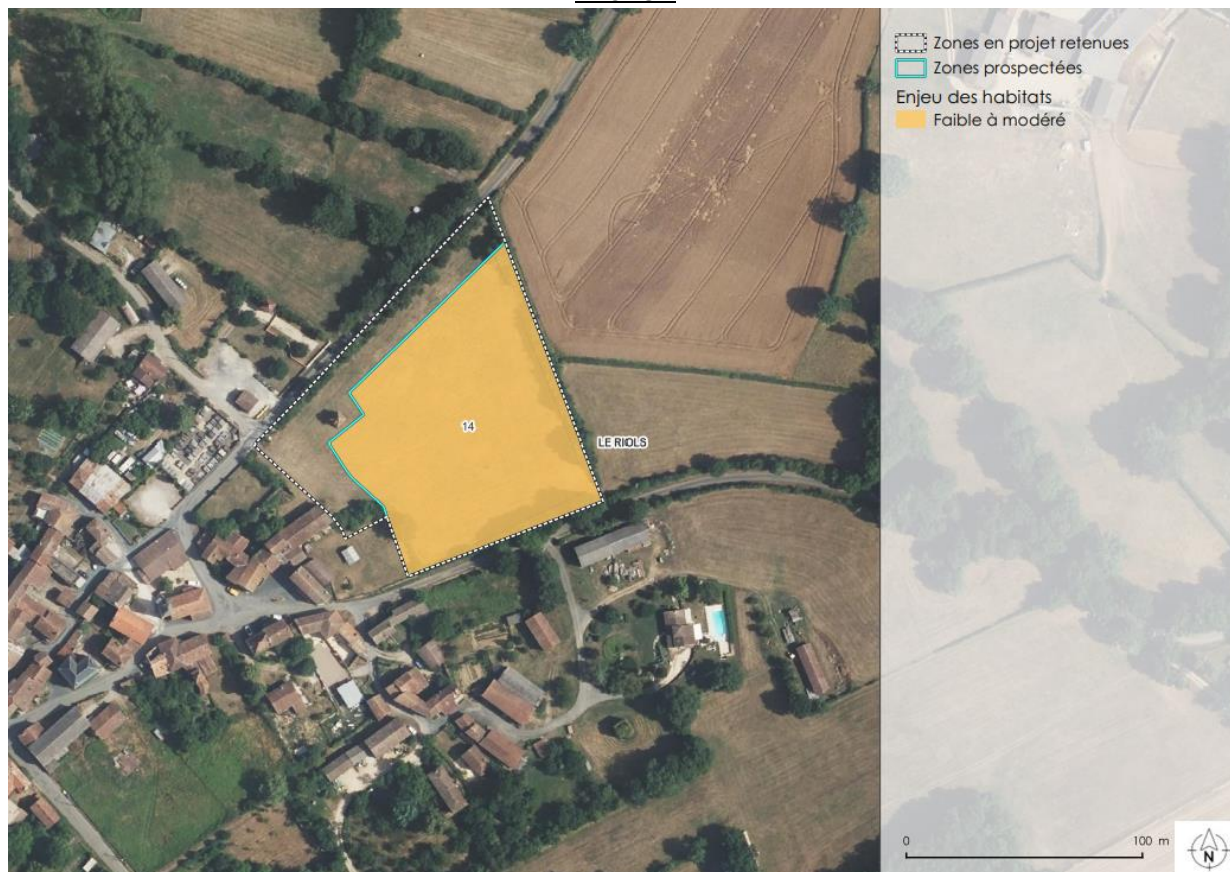 Zones en projet retenues
Zones prospectées
Enjeu des habitats
Faible à modéré
14
LE RIOLS
0 100 m
N